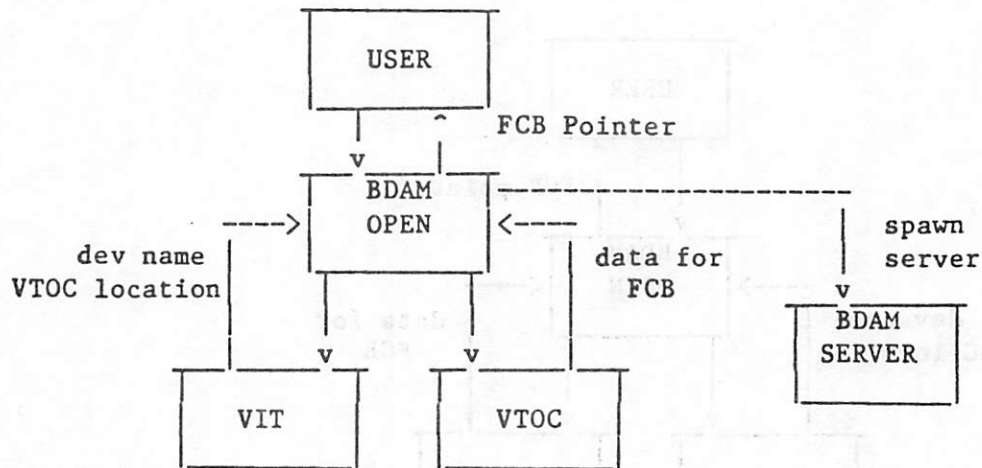 USER
FCB Pointer
BDAM
OPEN
dev name
VTOC location
data for
FCB
spawn
server
BDAM
SERVER
VIT
VTOC